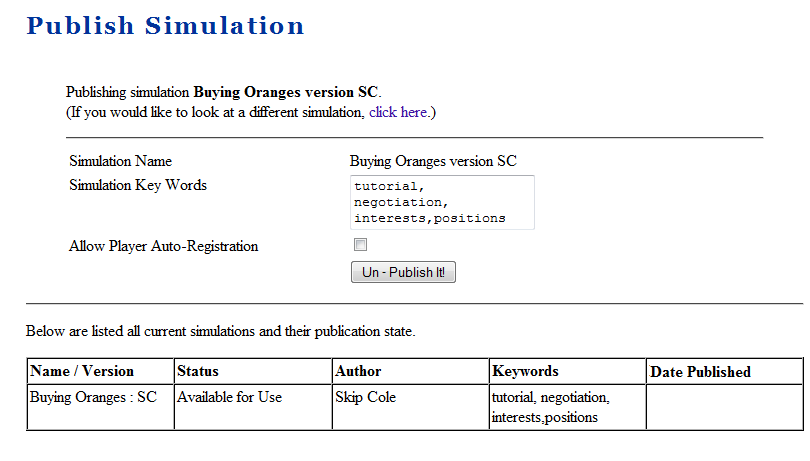 Publish Simulation
Publishing simulation Buying Oranges version SC.
(If you would like to look at a different simulation, click here.)
Simulation Name Buying Oranges version SC
Simulation Key Words
tutorial,
negotiation,
interests,positions
Allow Player Auto-Registration
Un - Publish It!
Below are listed all current simulations and their publication state.
Name / Version Status Author Keywords Date Published
Buying Oranges : SC Available for Use Skip Cole tutorial, negotiation,
interests,positions